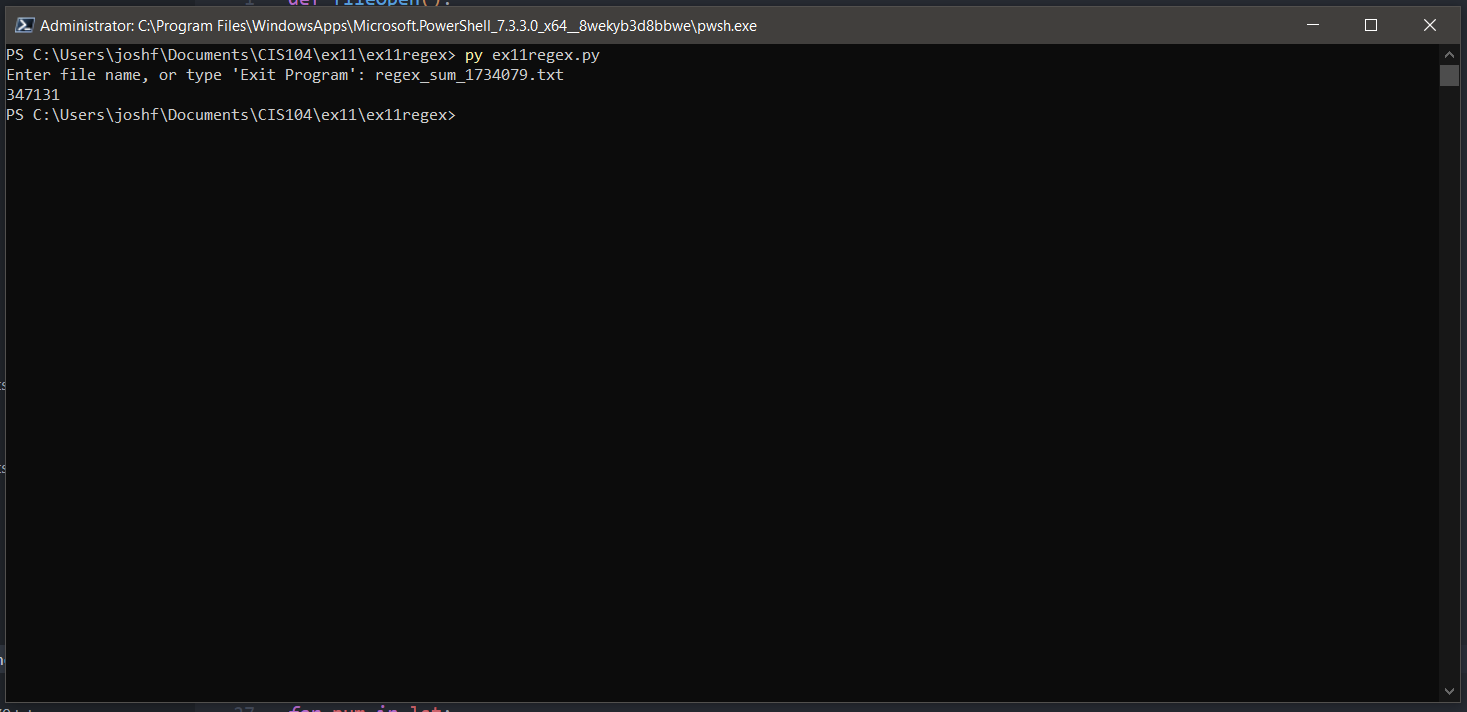 def fileOpen():
Administrator: C:\Program Files\WindowsApps\Microsoft.PowerShell_7.3.3.0_x64__8wekyb3d8bbwe\pwsh.exe
PS C:\Users\joshf\Documents\CIS104\ex11\ex11regex> py ex11regex.py
Enter file name, or type 'Exit Program': regex_sum_1734079.txt
347131
PS C:\Users\joshf\Documents\CIS104\ex11\ex11regex>
for num in lst: